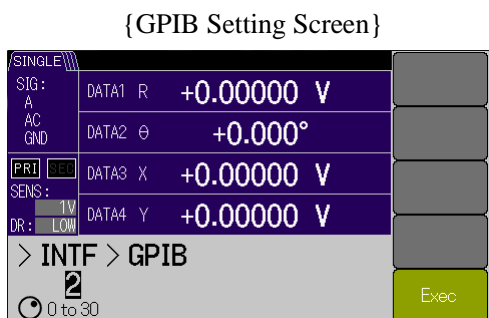 {GPIB Setting Screen}
SINGLE
SIG:
A
AC
GND
DATA1 R +0.00000 V
DATA2 θ +0.000°
PRI SEC
SENS:
1V
DR: LOW
DATA3 X +0.00000 V
DATA4 Y +0.00000 V
> INTF > GPIB
2
0 to 30
Exec